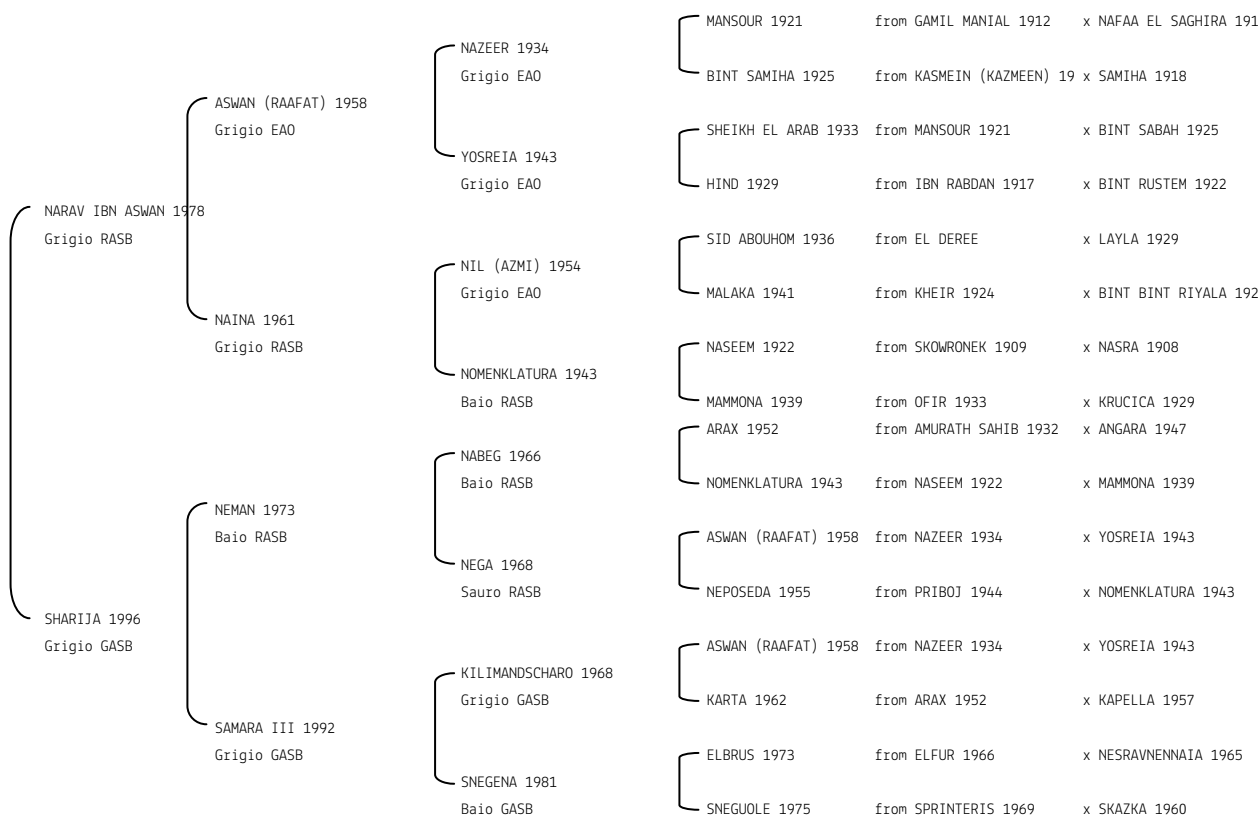 MANSOUR 1921 from GAMIL MANIAL 1912 x NAFAA EL SAGHIRA 191
NAZEER 1934
Grigio EAO BINT SAMIHA 1925 from KASMEIN (KAZMEEN) 19 x SAMIHA 1918
ASWAN (RAAFAT) 1958
Grigio EAO SHEIKH EL ARAB 1933 from MANSOUR 1921 x BINT SABAH 1925
YOSREIA 1943
Grigio EAO HIND 1929 from IBN RABDAN 1917 x BINT RUSTEM 1922
NARAV IBN ASWAN 1978
Grigio RASB SID ABOUHOM 1936 from EL DEREE x LAYLA 1929
NIL (AZMI) 1954
Grigio EAO MALAKA 1941 from KHEIR 1924 x BINT BINT RIYALA 192
NAINA 1961
Grigio RASB NASEEM 1922 from SKOWRONEK 1909 x NASRA 1908
NOMENKLATURA 1943
Baio RASB MAMMONA 1939 from OFIR 1933 x KRUCICA 1929
ARAX 1952 from AMURATH SAHIB 1932 x ANGARA 1947
NABEG 1966
Baio RASB NOMENKLATURA 1943 from NASEEM 1922 x MAMMONA 1939
NEMAN 1973
Baio RASB ASWAN (RAAFAT) 1958 from NAZEER 1934 x YOSREIA 1943
NEGA 1968
Sauro RASB NEPOSEDA 1955 from PRIBOJ 1944 x NOMENKLATURA 1943
SHARIJA 1996
Grigio GASB ASWAN (RAAFAT) 1958 from NAZEER 1934 x YOSREIA 1943
KILIMANDSCHARO 1968
Grigio GASB KARTA 1962 from ARAX 1952 x KAPELLA 1957
SAMARA III 1992
Grigio GASB ELBRUS 1973 from ELFUR 1966 x NESRAVNENNAIA 1965
SNEGENA 1981
Baio GASB SNEGUOLE 1975 from SPRINTERIS 1969 x SKAZKA 1960